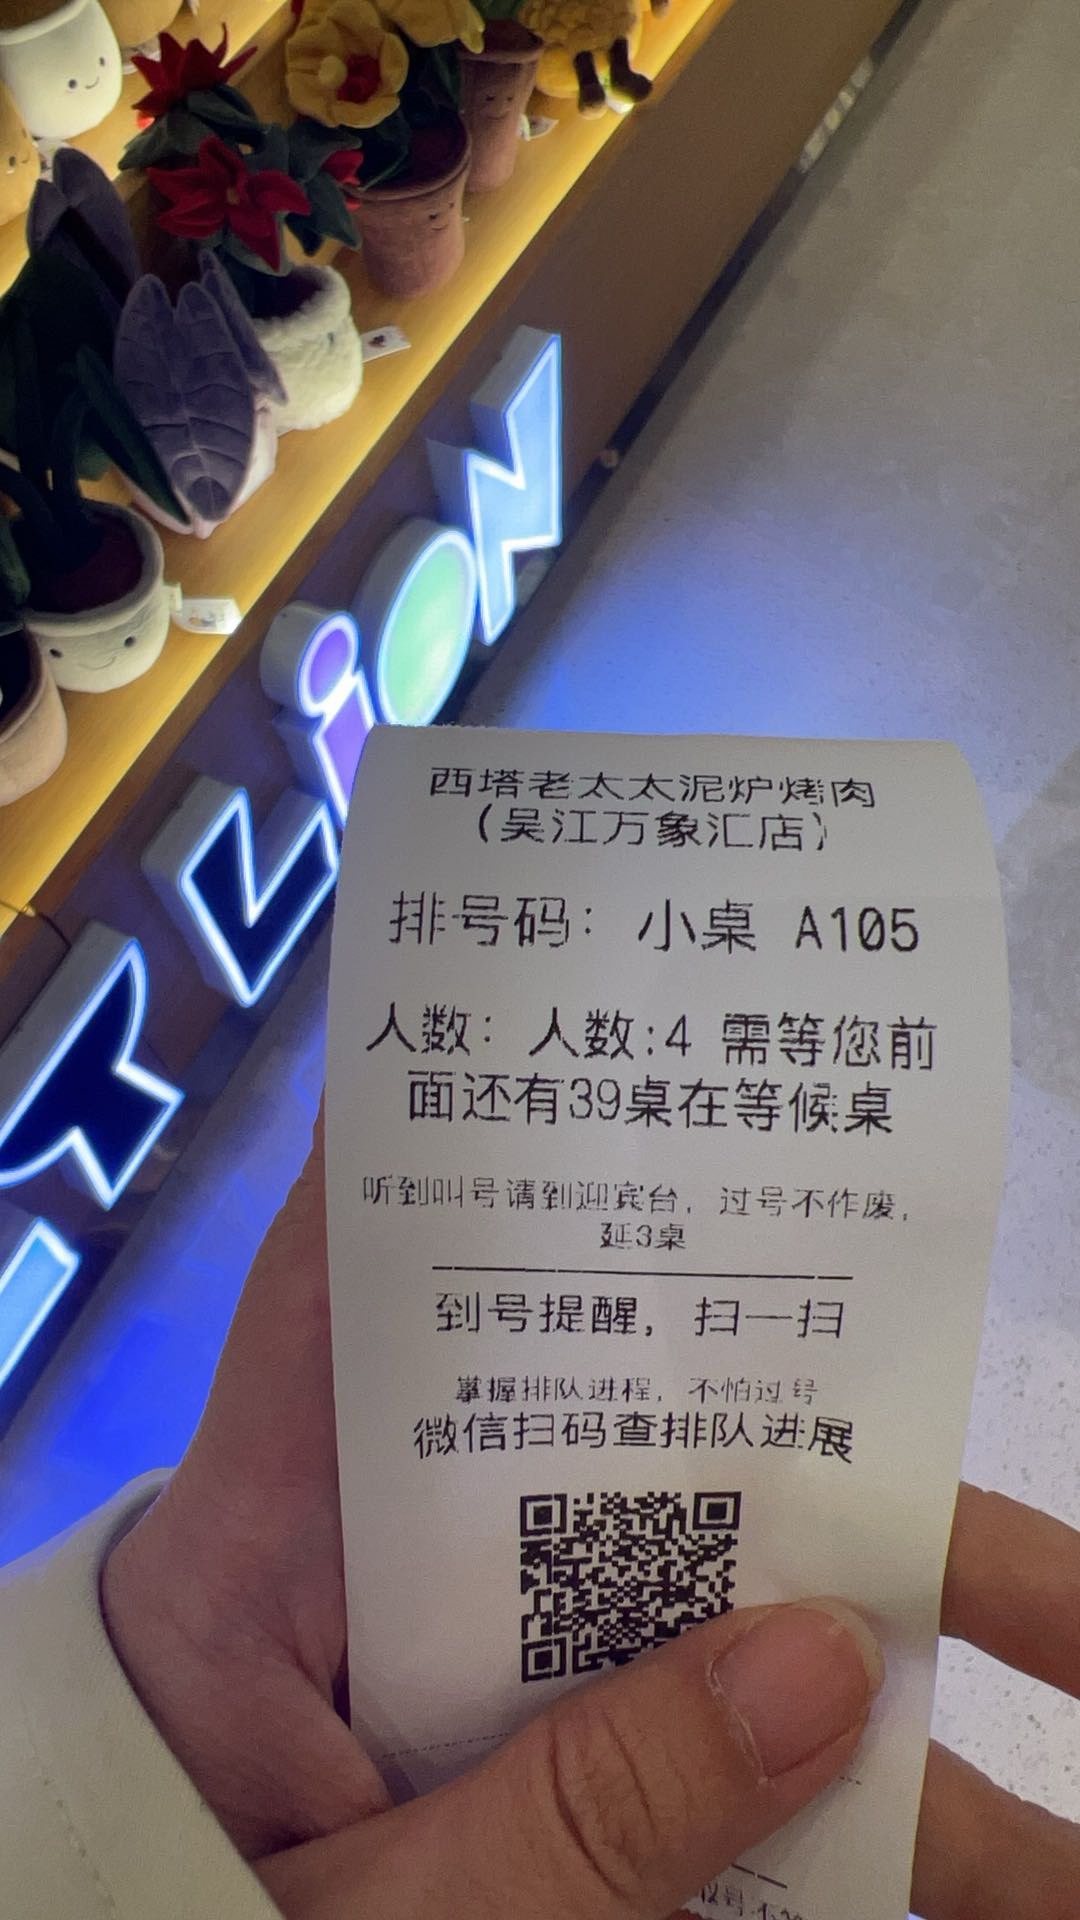 西塔老太太泥炉烤肉
（吴江万象汇店）
排号码：小桌 A105
人数：人数:4 需等您前
面还有39桌在等候桌
听到叫号请到迎宾台，过号不作废，
延3桌
到号提醒，扫一扫
掌握排队进程，不怕过号
微信扫码查排队进展